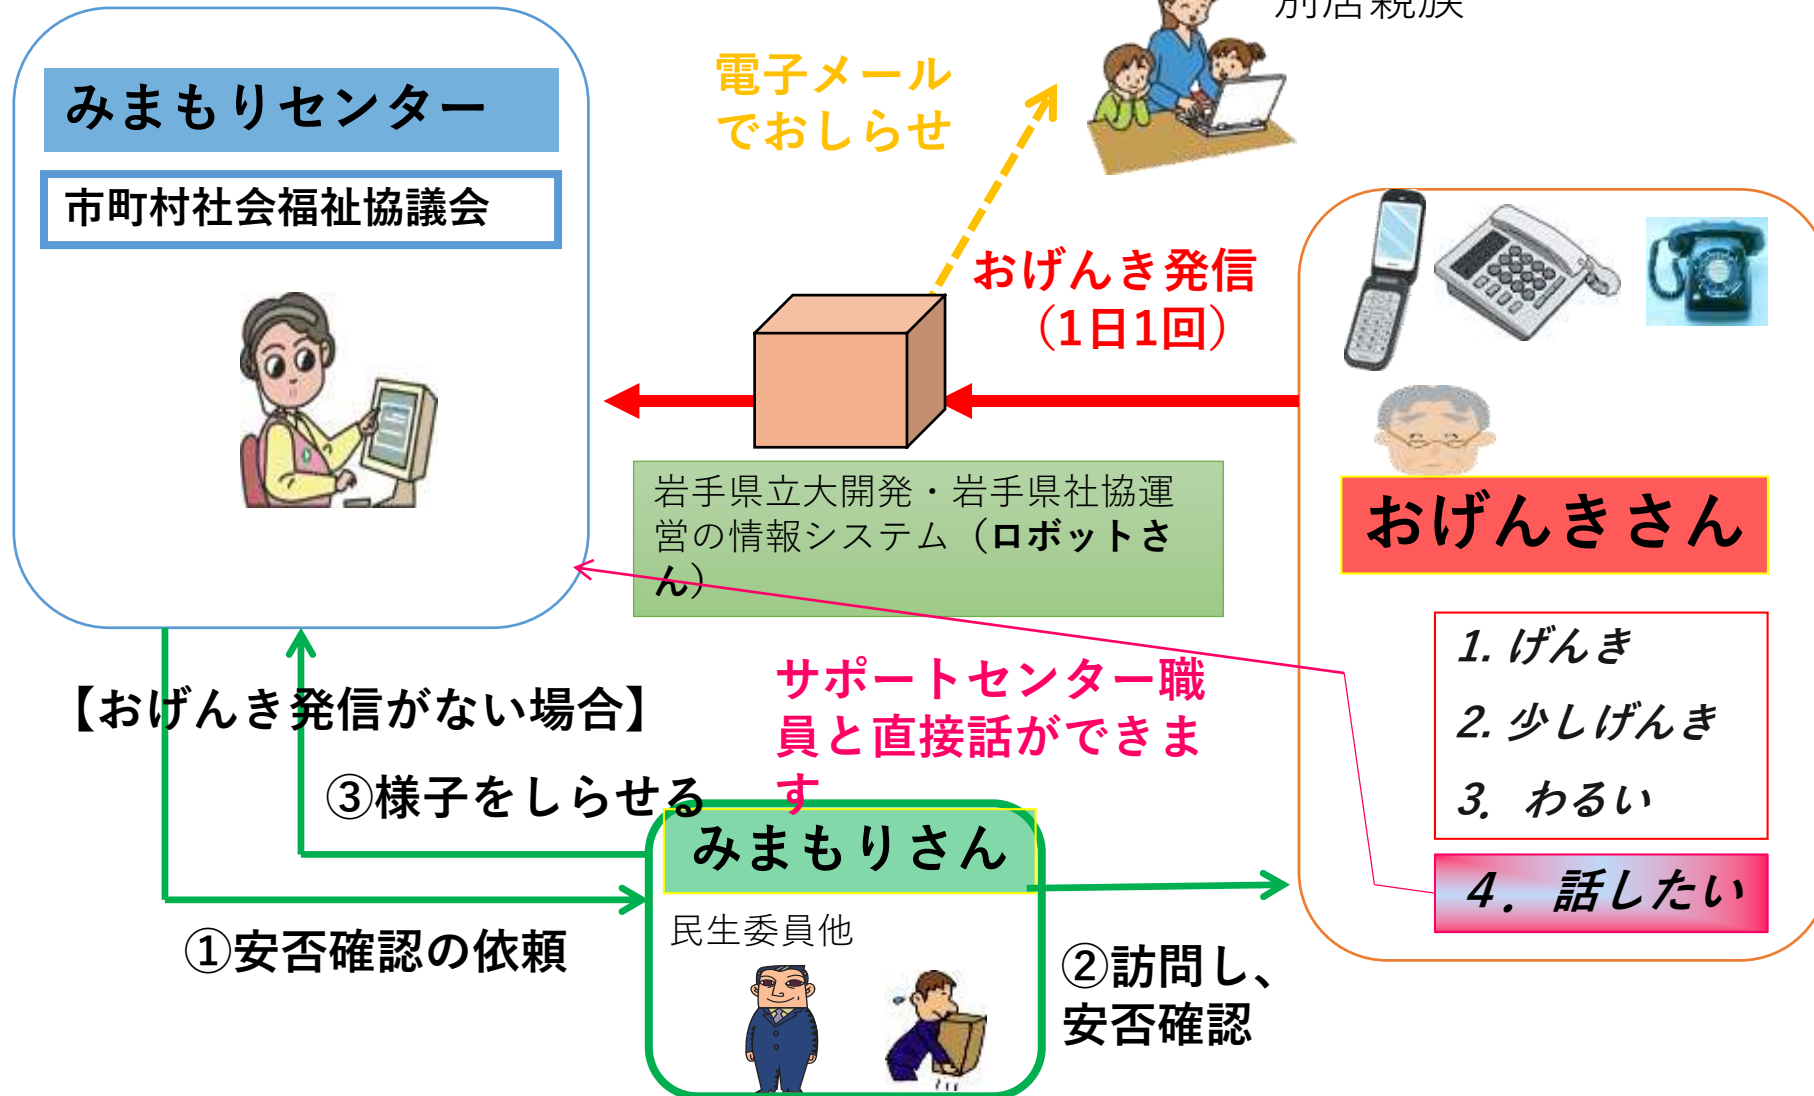 別居親族
電子メール
でおしらせ
みまもりセンター
市町村社会福祉協議会
おげんき発信
（1日1回）
岩手県立大開発・岩手県社協運
営の情報システム（ロボットさ
ん）
おげんきさん
1. げんき
2. 少しげんき
3. わるい
4. 話したい
サポートセンター職
員と直接話ができま
す
【おげんき発信がない場合】
③様子をしらせる
みまもりさん
民生委員他
①安否確認の依頼
②訪問し、
安否確認